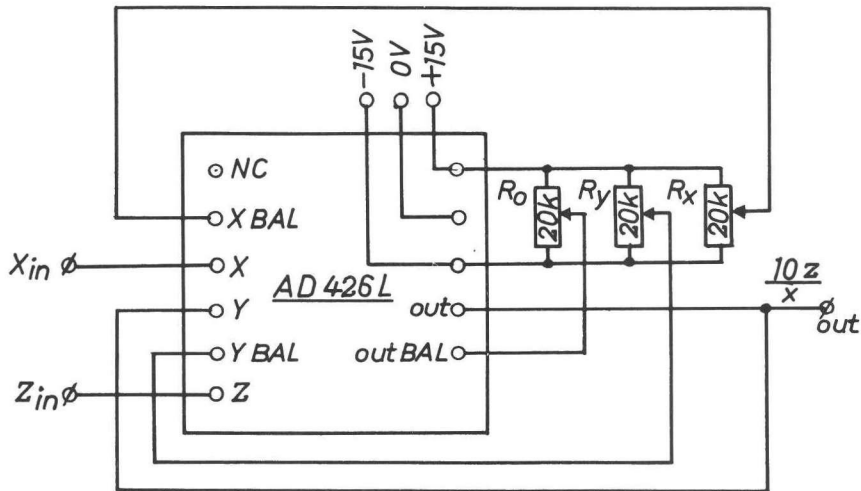 -15V
0V
+15V
NC
X BAL
X
Y
Y BAL
Z
Xin
Zin
AD 426L
out
out BAL
Ro
20k
Ry
20k
Rx
20k
10z
x
out